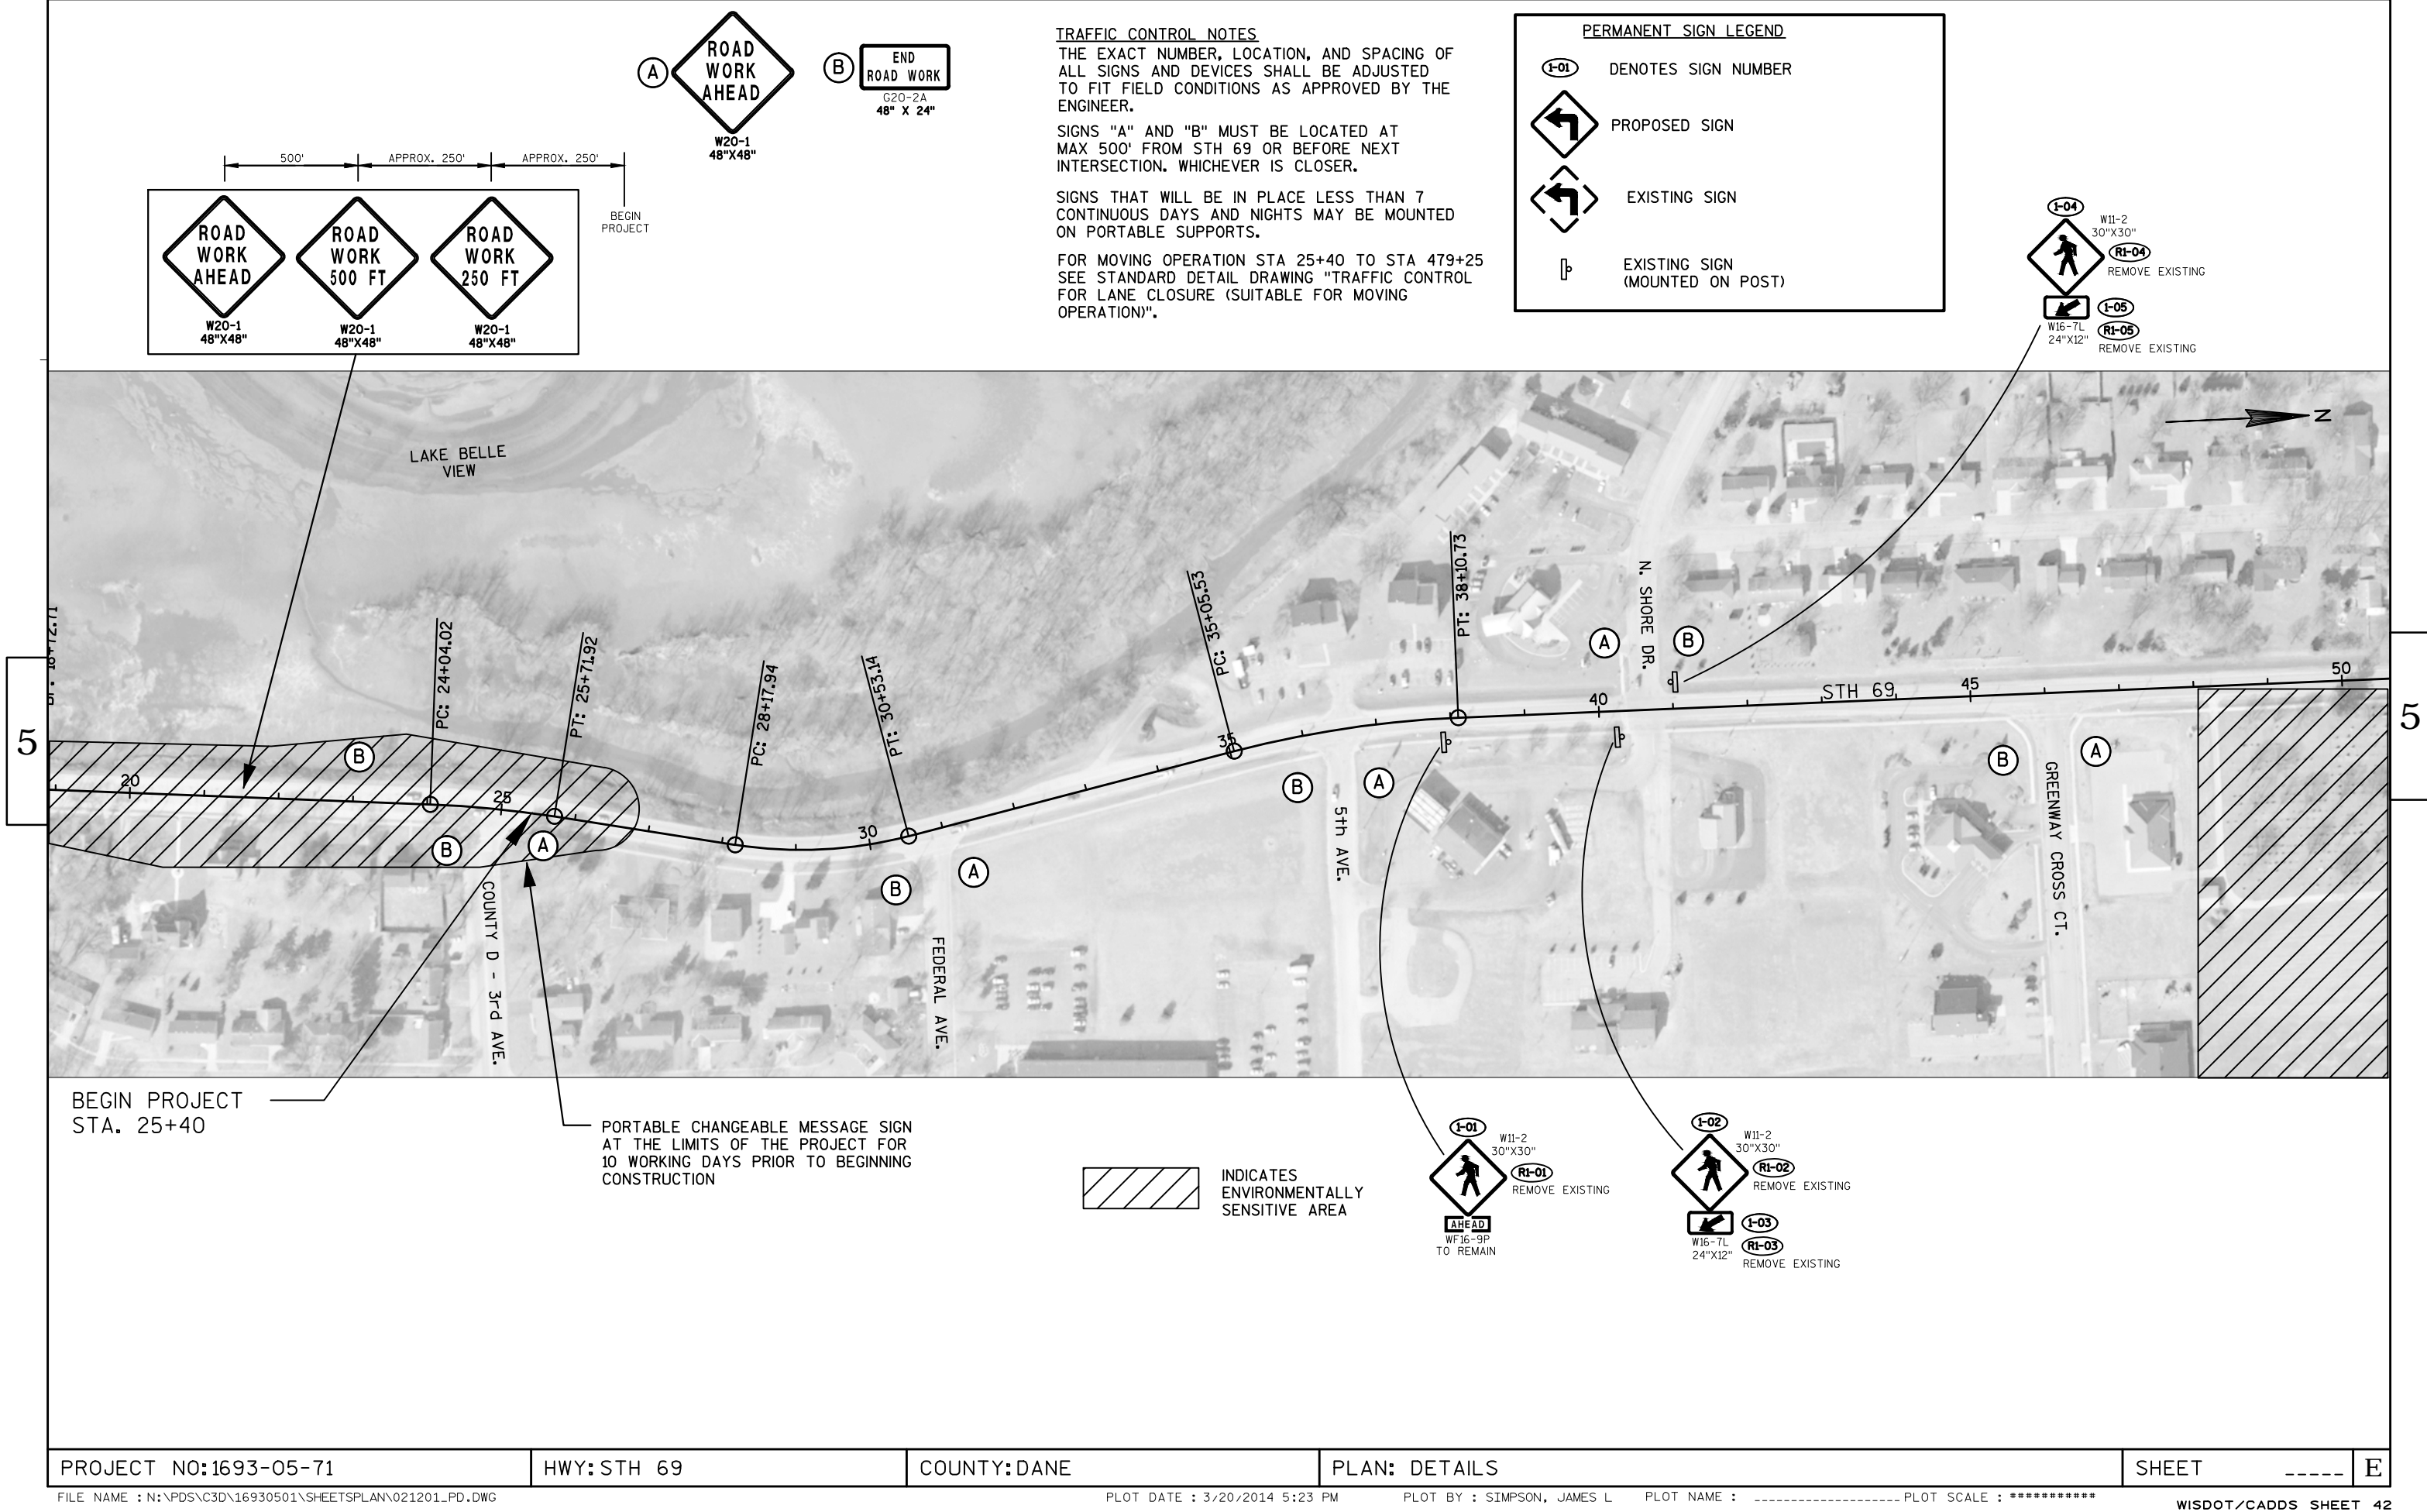 A
ROAD
WORK
AHEAD
W20-1
48"X48"
B
END
ROAD WORK
G20-2A
48" X 24"
500'
APPROX. 250'
APPROX. 250'
BEGIN
PROJECT
ROAD
WORK
AHEAD
W20-1
48"X48"
ROAD
WORK
500 FT
W20-1
48"X48"
ROAD
WORK
250 FT
W20-1
48"X48"
TRAFFIC CONTROL NOTES
THE EXACT NUMBER, LOCATION, AND SPACING OF
ALL SIGNS AND DEVICES SHALL BE ADJUSTED
TO FIT FIELD CONDITIONS AS APPROVED BY THE
ENGINEER.
SIGNS "A" AND "B" MUST BE LOCATED AT
MAX 500' FROM STH 69 OR BEFORE NEXT
INTERSECTION. WHICHEVER IS CLOSER.
SIGNS THAT WILL BE IN PLACE LESS THAN 7
CONTINUOUS DAYS AND NIGHTS MAY BE MOUNTED
ON PORTABLE SUPPORTS.
FOR MOVING OPERATION STA 25+40 TO STA 479+25
SEE STANDARD DETAIL DRAWING "TRAFFIC CONTROL
FOR LANE CLOSURE (SUITABLE FOR MOVING
OPERATION)".
PERMANENT SIGN LEGEND
1-01 DENOTES SIGN NUMBER
PROPOSED SIGN
EXISTING SIGN
EXISTING SIGN
(MOUNTED ON POST)
1-04
W11-2
30"X30"
R1-04
REMOVE EXISTING
1-05
W16-7L
24"X12"
R1-05
REMOVE EXISTING
N
LAKE BELLE
VIEW
PC: 24+04.02
PT: 25+71.92
PC: 28+17.94
PT: 30+53.14
PC: 35+05.53
PT: 38+10.73
N. SHORE DR.
A
B
STH 69
20
25
30
35
40
45
50
B
B
A
B
A
B
A
B
A
COUNTY D - 3rd AVE.
FEDERAL AVE.
5th AVE.
GREENWAY CROSS CT.
5
5
BEGIN PROJECT
STA. 25+40
PORTABLE CHANGEABLE MESSAGE SIGN
AT THE LIMITS OF THE PROJECT FOR
10 WORKING DAYS PRIOR TO BEGINNING
CONSTRUCTION
INDICATES
ENVIRONMENTALLY
SENSITIVE AREA
1-01
W11-2
30"X30"
R1-01
REMOVE EXISTING
AHEAD
WF16-9P
TO REMAIN
1-02
W11-2
30"X30"
R1-02
REMOVE EXISTING
1-03
W16-7L
24"X12"
R1-03
REMOVE EXISTING
PROJECT NO:1693-05-71
HWY:STH 69
COUNTY:DANE
PLAN: DETAILS
SHEET _____
E
FILE NAME : N:\PDS\C3D\16930501\SHEETSPLAN\021201_PD.DWG
PLOT DATE : 3/20/2014 5:23 PM
PLOT BY : SIMPSON, JAMES L
PLOT NAME : ____________________
PLOT SCALE : ###########
WISDOT/CADDS SHEET 42